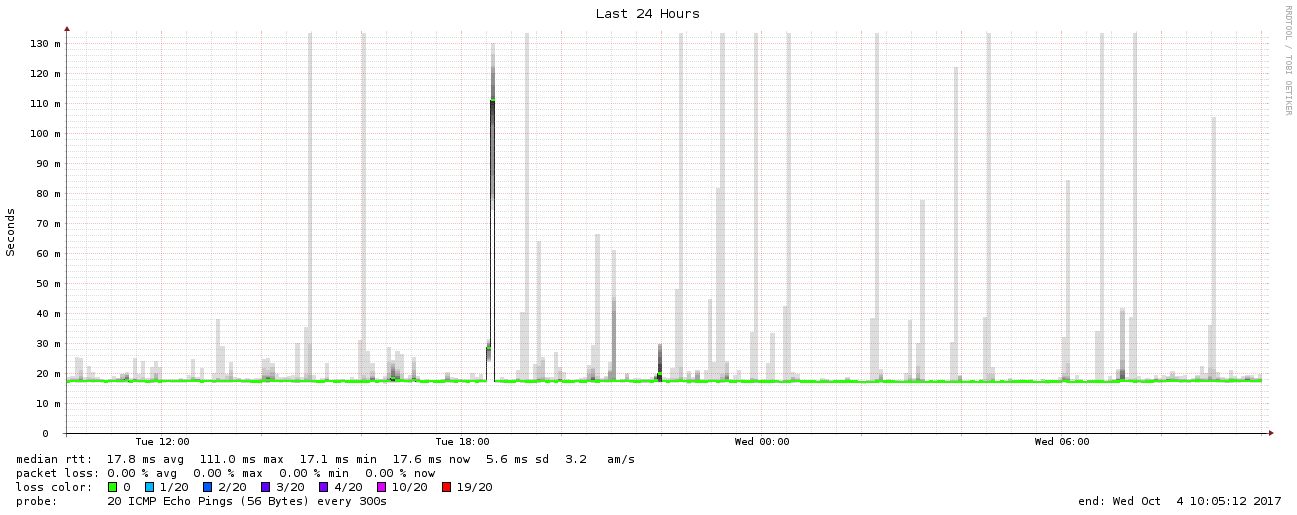 Last 24 Hours
RRDTOOL / TOBI OETIKER
Seconds
130 m
120 m
110 m
100 m
90 m
80 m
70 m
60 m
50 m
40 m
30 m
20 m
10 m
0
Tue 12:00 Tue 18:00 Wed 00:00 Wed 06:00
median rtt: 17.8 ms avg 111.0 ms max 17.1 ms min 17.6 ms now 5.6 ms sd 3.2 am/s
packet loss: 0.00 % avg 0.00 % max 0.00 % min 0.00 % now
loss color: 0 1/20 2/20 3/20 4/20 10/20 19/20
probe: 20 ICMP Echo Pings (56 Bytes) every 300s end: Wed Oct 4 10:05:12 2017